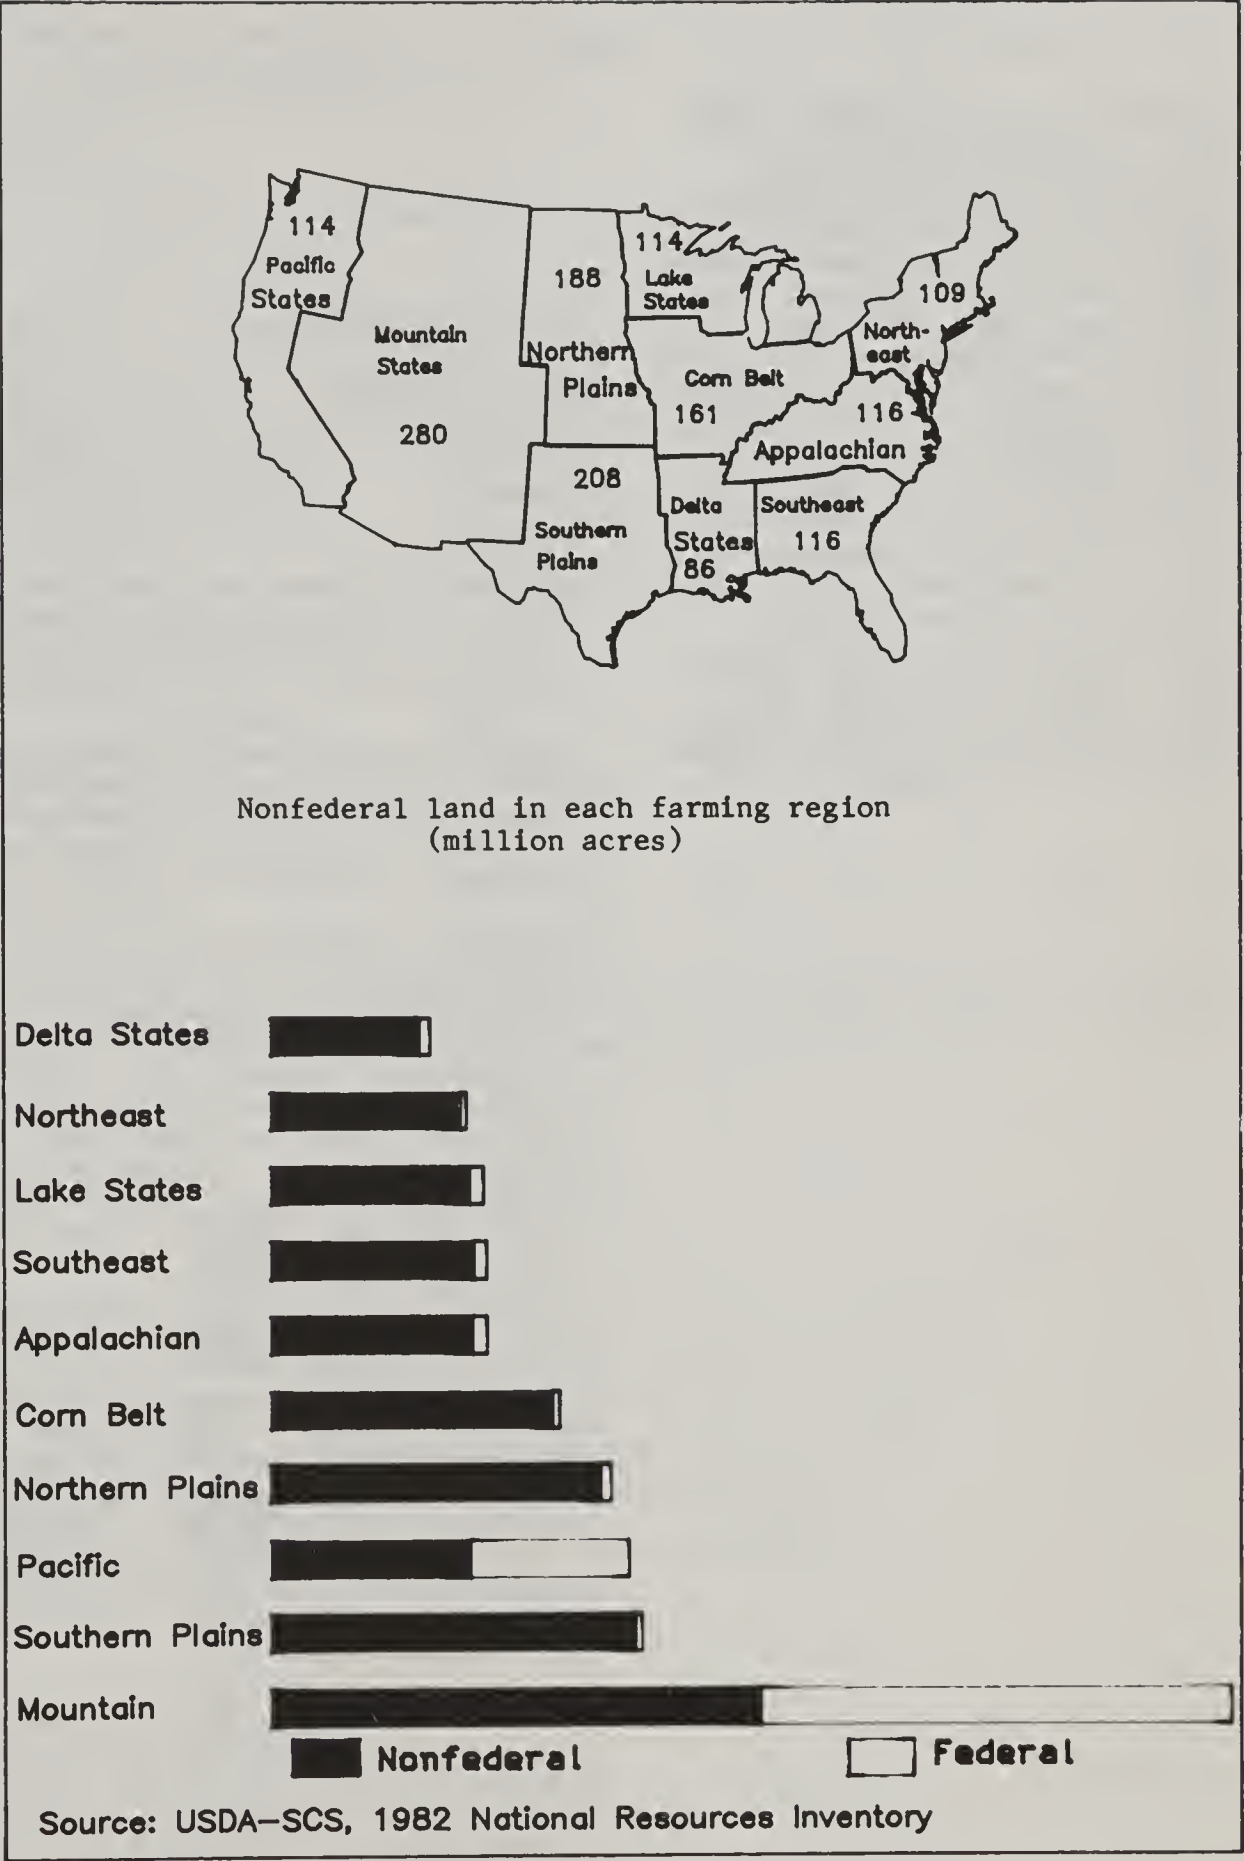 114
Pacific
States
Mountain
States
280
188
Northern
Plains
114
Lake
States
109
North-
east
Corn Belt
161
116
Appalachian
208
Southern
Plains
Delta
States
86
Southeast
116
Nonfederal land in each farming region
(million acres)
Delta States
Northeast
Lake States
Southeast
Appalachian
Corn Belt
Northern Plains
Pacific
Southern Plains
Mountain
Nonfederal
Federal
Source: USDA-SCS, 1982 National Resources Inventory